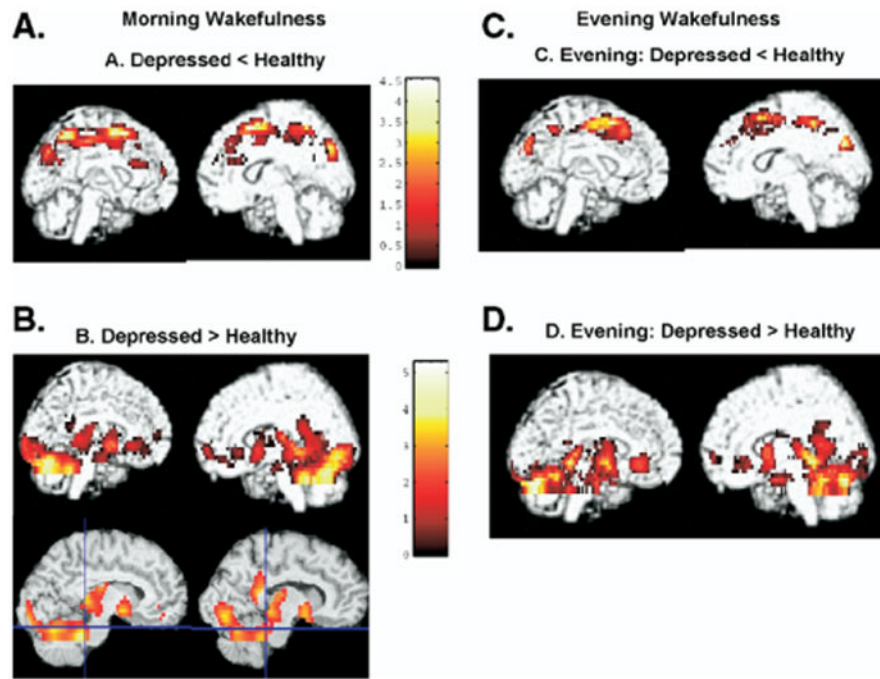 A.
Morning Wakefulness
A. Depressed < Healthy
4.5
4
3.5
3
2.5
2
1.5
1
0.5
0
C.
Evening Wakefulness
C. Evening: Depressed < Healthy
B.
B. Depressed > Healthy
5
4
3
2
1
0
D.
D. Evening: Depressed > Healthy